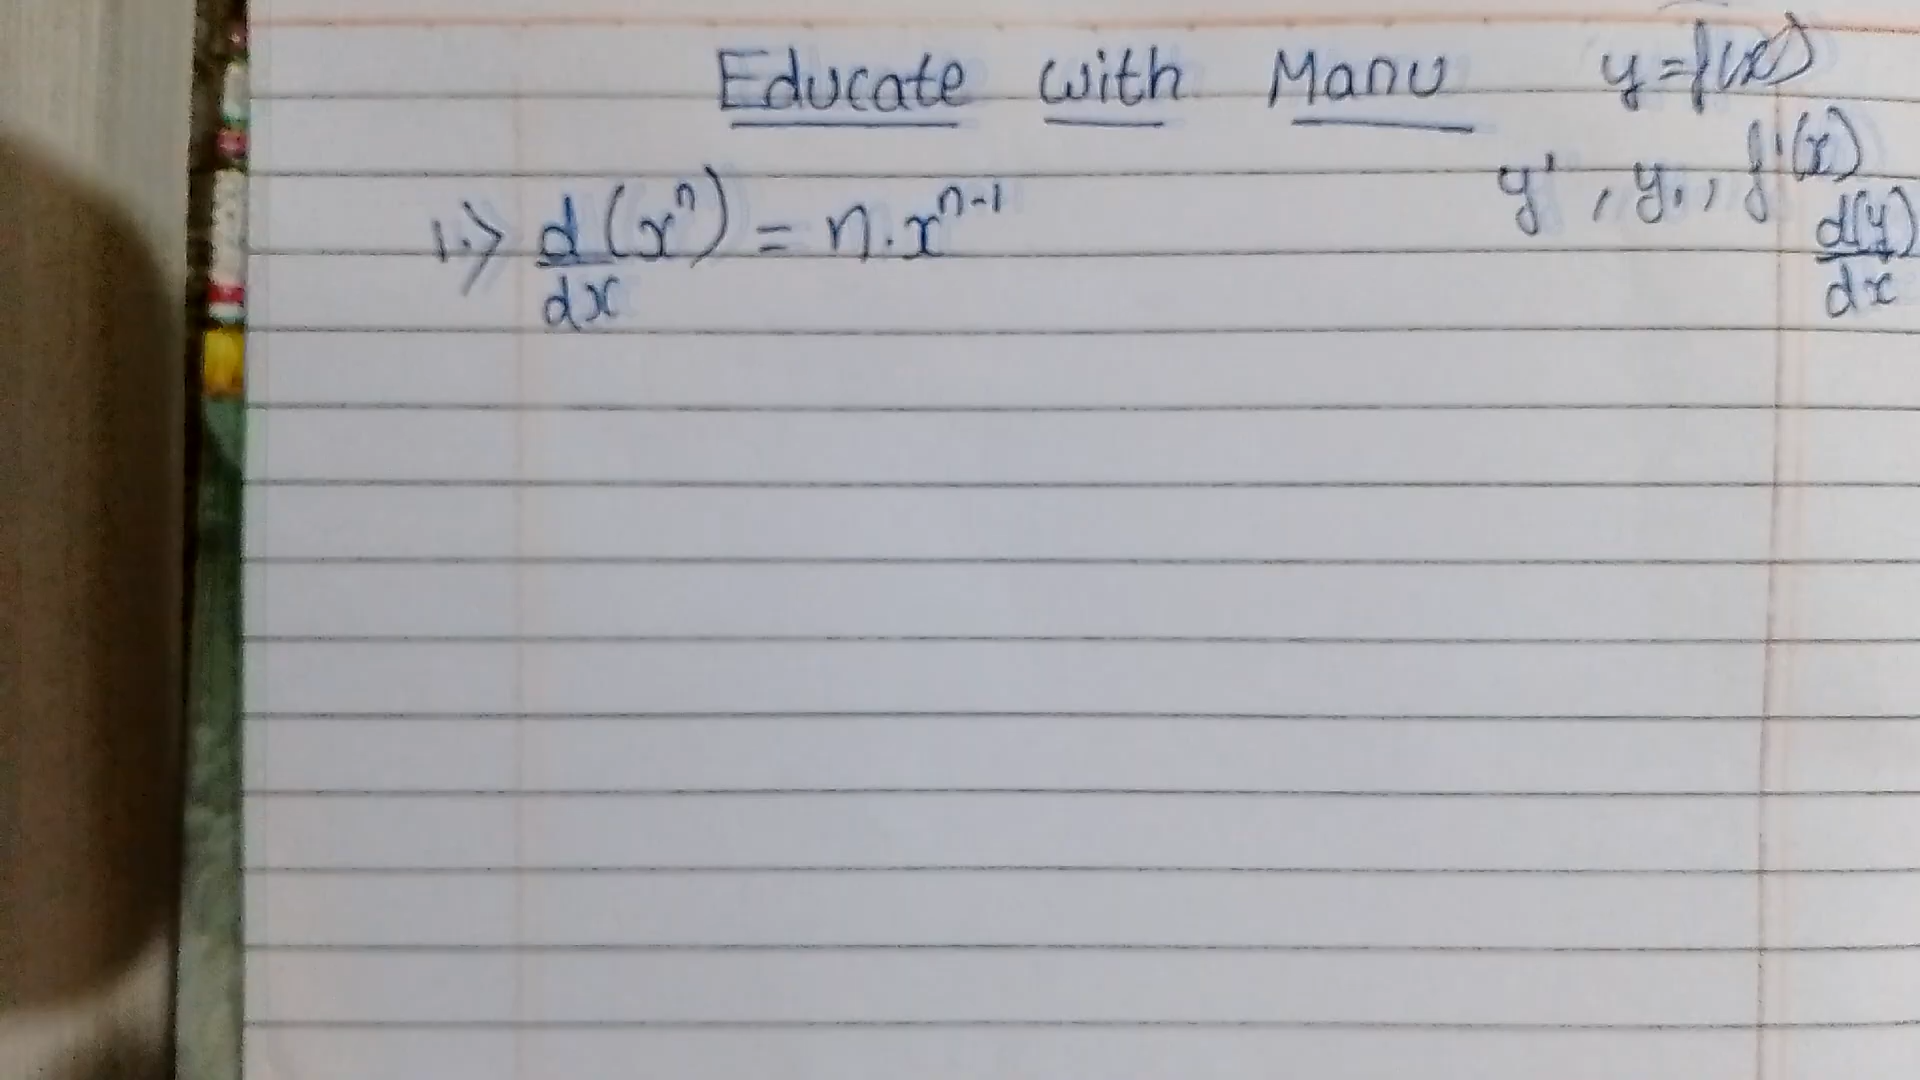 Educate with Manu
y = f(x)
y', y₁, f'(x)
d(y)/dx
1.> d/dx (xⁿ) = n.xⁿ⁻¹